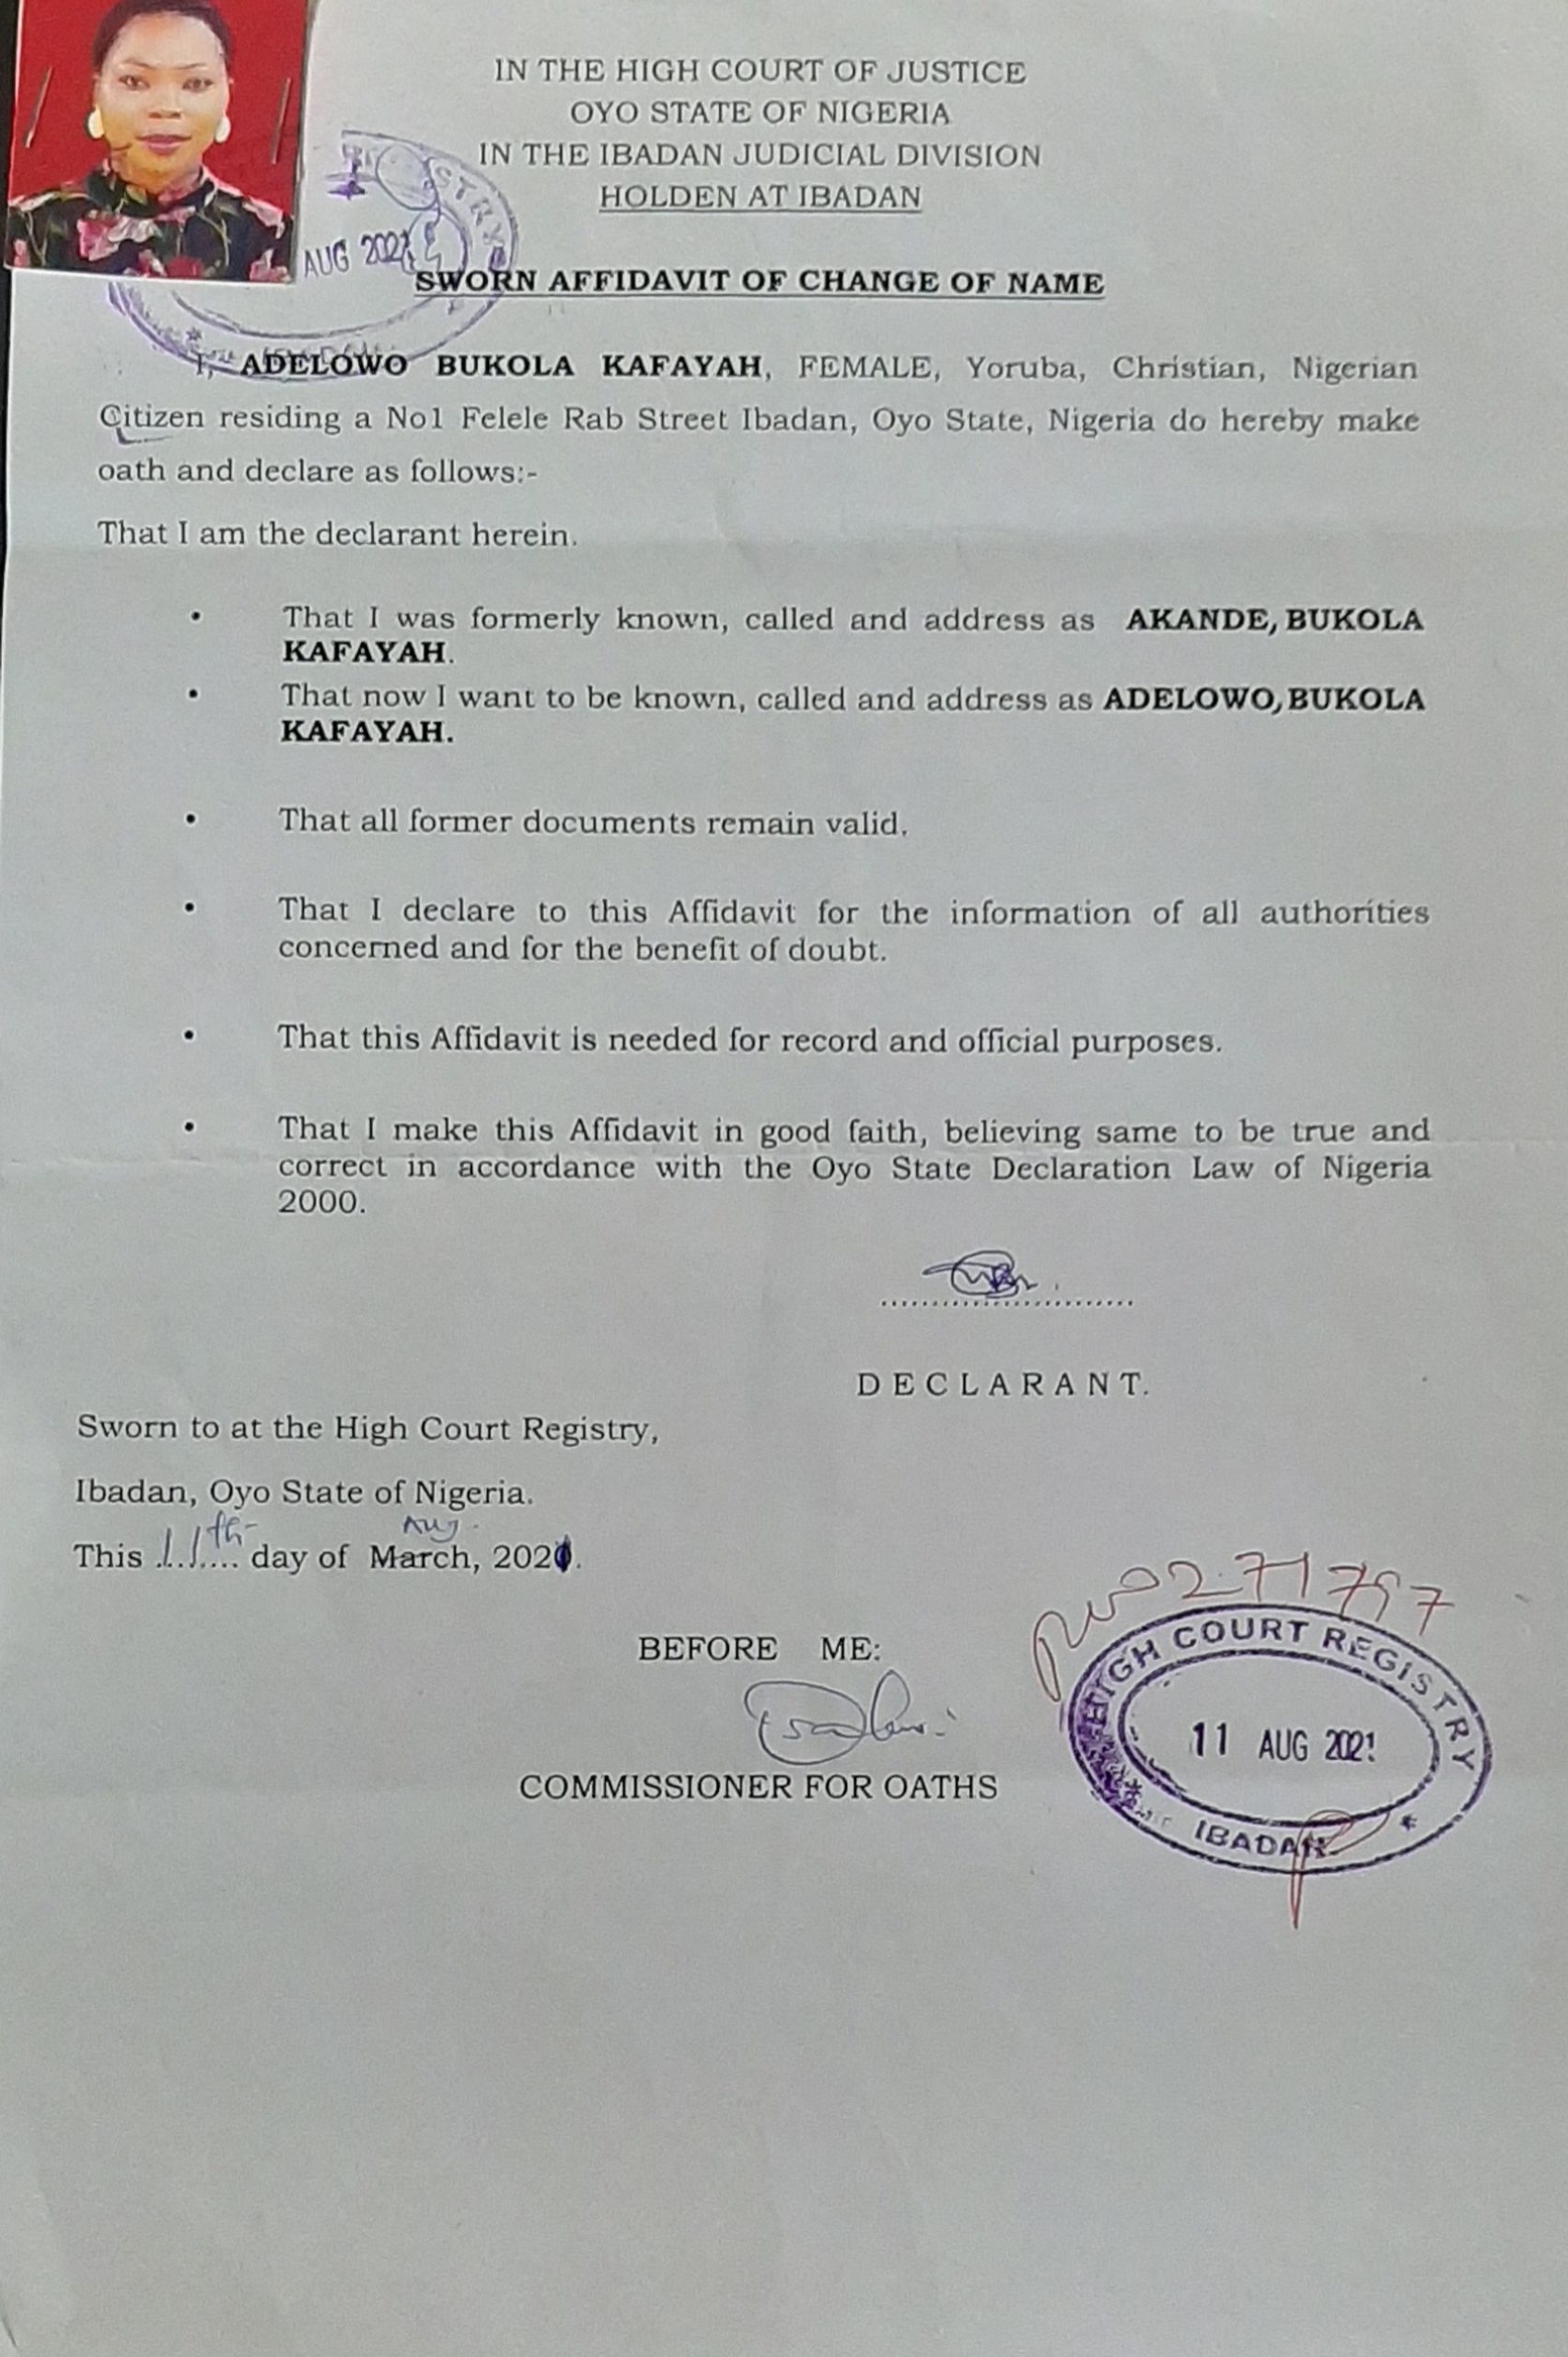 IN THE HIGH COURT OF JUSTICE
OYO STATE OF NIGERIA
IN THE IBADAN JUDICIAL DIVISION
HOLDEN AT IBADAN
STRY
AUG 2021
SWORN AFFIDAVIT OF CHANGE OF NAME
I, ADELOWO BUKOLA KAFAYAH, FEMALE, Yoruba, Christian, Nigerian
Citizen residing a No1 Felele Rab Street Ibadan, Oyo State, Nigeria do hereby make
oath and declare as follows:-
That I am the declarant herein.
• That I was formerly known, called and address as AKANDE, BUKOLA
KAFAYAH.
• That now I want to be known, called and address as ADELOWO, BUKOLA
KAFAYAH.
• That all former documents remain valid.
• That I declare to this Affidavit for the information of all authorities
concerned and for the benefit of doubt.
• That this Affidavit is needed for record and official purposes.
• That I make this Affidavit in good faith, believing same to be true and
correct in accordance with the Oyo State Declaration Law of Nigeria
2000.
DECLARANT.
Sworn to at the High Court Registry,
Ibadan, Oyo State of Nigeria.
Aug.
This 11th day of March, 2021.
BEFORE ME:
COMMISSIONER FOR OATHS
HIGH COURT REGISTRY
11 AUG 2021
IBADAN